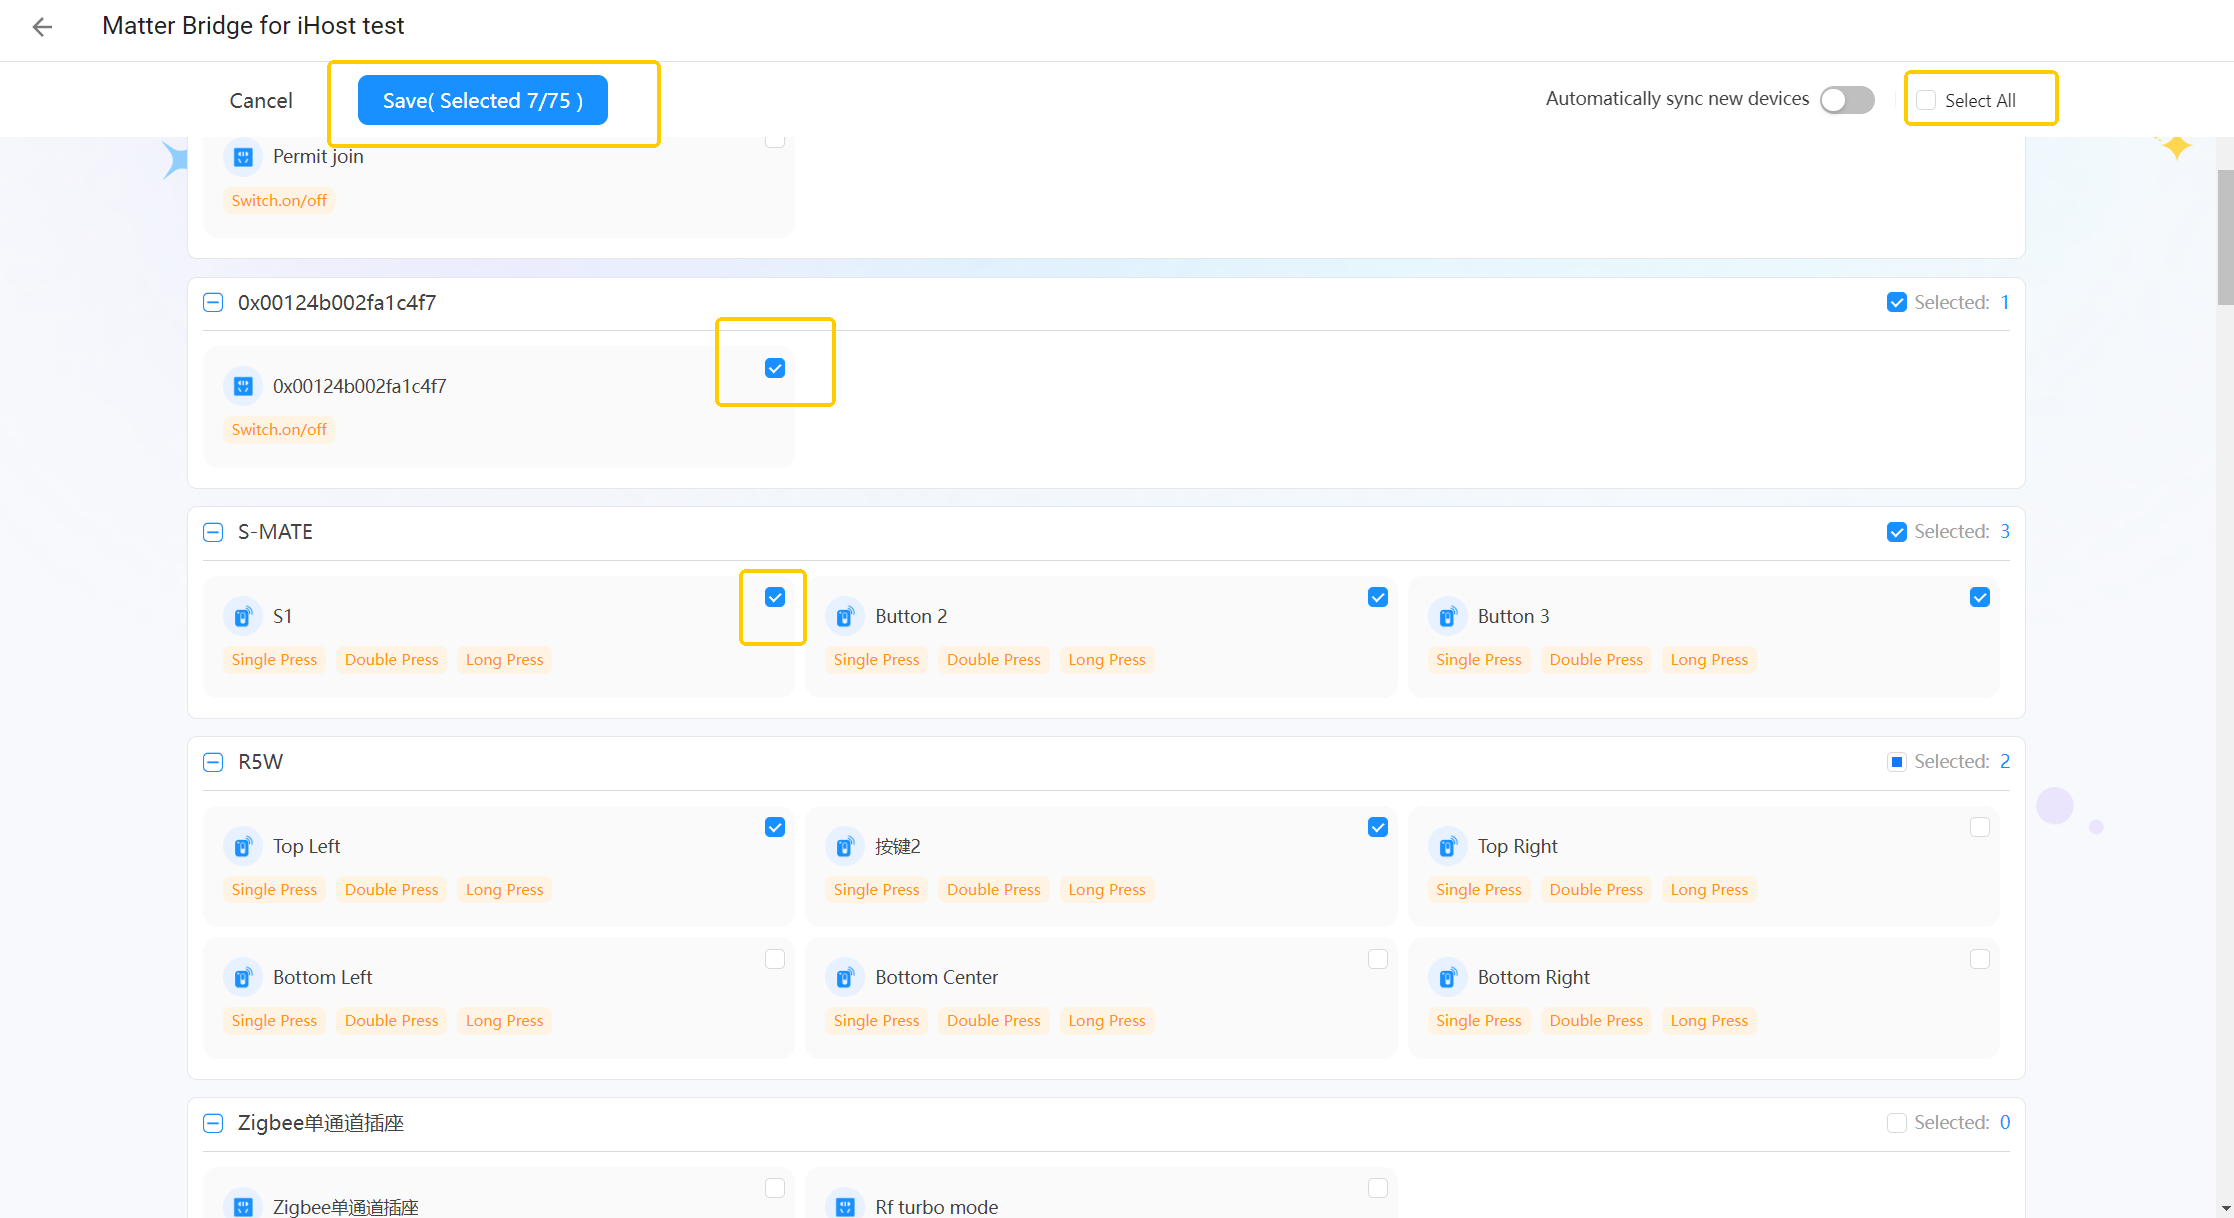 Matter Bridge for iHost test
Cancel
Save( Selected 7/75 )
Automatically sync new devices
Select All
Permit join
Switch.on/off
0x00124b002fa1c4f7
Selected: 1
0x00124b002fa1c4f7
Switch.on/off
S-MATE
Selected: 3
S1
Single Press Double Press Long Press
Button 2
Single Press Double Press Long Press
Button 3
Single Press Double Press Long Press
R5W
Selected: 2
Top Left
Single Press Double Press Long Press
按键2
Single Press Double Press Long Press
Top Right
Single Press Double Press Long Press
Bottom Left
Single Press Double Press Long Press
Bottom Center
Single Press Double Press Long Press
Bottom Right
Single Press Double Press Long Press
Zigbee单通道插座
Selected: 0
Zigbee单通道插座
Rf turbo mode